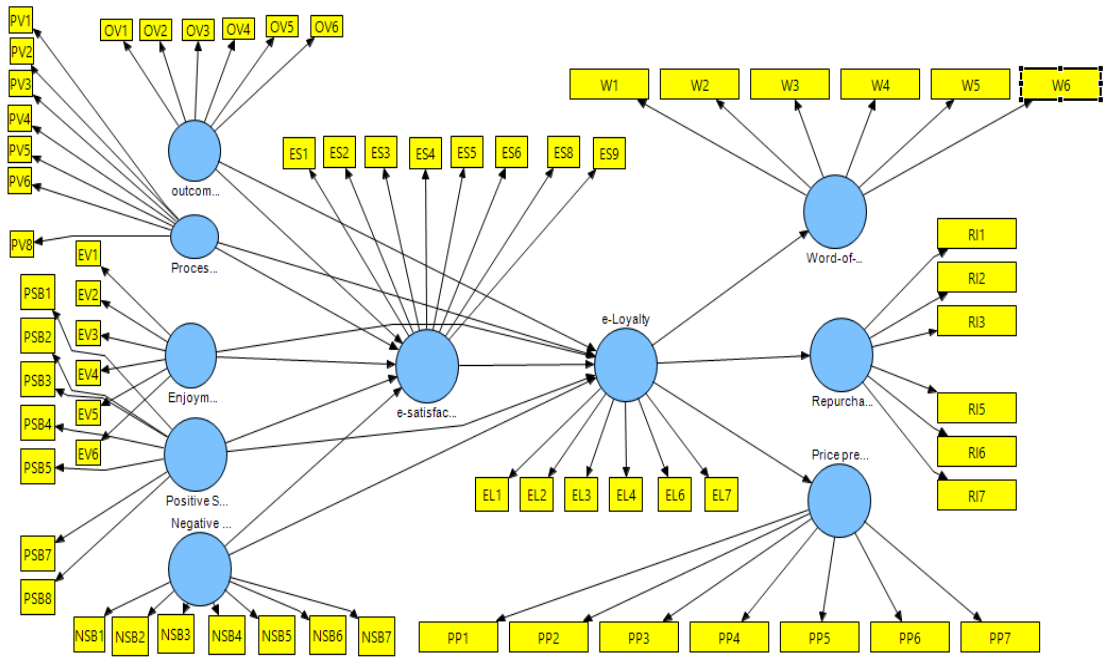 PV1
PV2
PV3
PV4
PV5
PV6
PV8
OV1 OV2 OV3 OV4 OV5 OV6
outcom...
Proces...
ES1 ES2 ES3 ES4 ES5 ES6 ES8 ES9
W1 W2 W3 W4 W5 W6
Word-of-...
EV1
EV2
EV3
EV4
EV5
EV6
Enjoym...
PSB1
PSB2
PSB3
PSB4
PSB5
PSB7
PSB8
Positive S...
Negative ...
NSB1 NSB2 NSB3 NSB4 NSB5 NSB6 NSB7
e-satisfac...
e-Loyalty
EL1 EL2 EL3 EL4 EL6 EL7
RI1
RI2
RI3
RI5
RI6
RI7
Repurcha...
Price pre...
PP1 PP2 PP3 PP4 PP5 PP6 PP7